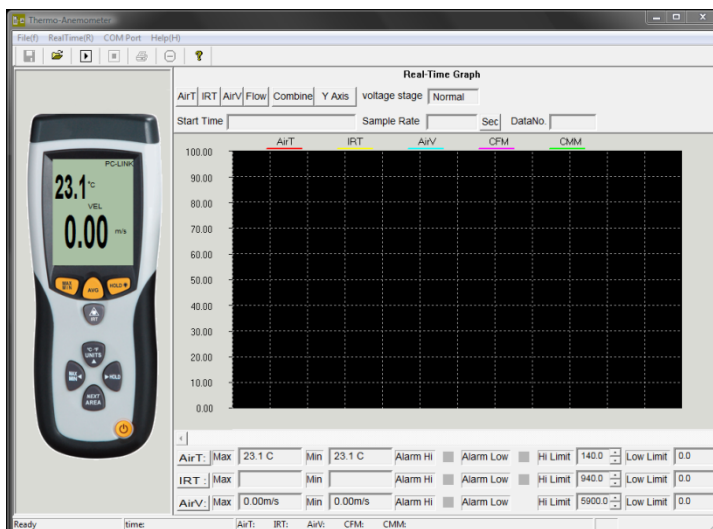 Thermo-Anemometer
File(f) RealTime(R) COM Port Help(H)
Real-Time Graph
AirT IRT AirV Flow Combine Y Axis voltage stage Normal
Start Time Sample Rate Sec DataNo.
AirT IRT AirV CFM CMM
100.00
90.00
80.00
70.00
60.00
50.00
40.00
30.00
20.00
10.00
0.00
PC-LINK
23.1 °C
VEL
0.00 m/s
MAX MIN AVG HOLD
IRT
°C-°F
UNITS
MAX MIN HOLD
NEXT
AREA
AirT: Max 23.1 C Min 23.1 C Alarm Hi Alarm Low Hi Limit 140.0 Low Limit 0.0
IRT : Max Min Alarm Hi Alarm Low Hi Limit 940.0 Low Limit 0.0
AirV: Max 0.00m/s Min 0.00m/s Alarm Hi Alarm Low Hi Limit 5900.0 Low Limit 0.0
Ready time: AirT: IRT: AirV: CFM: CMM: